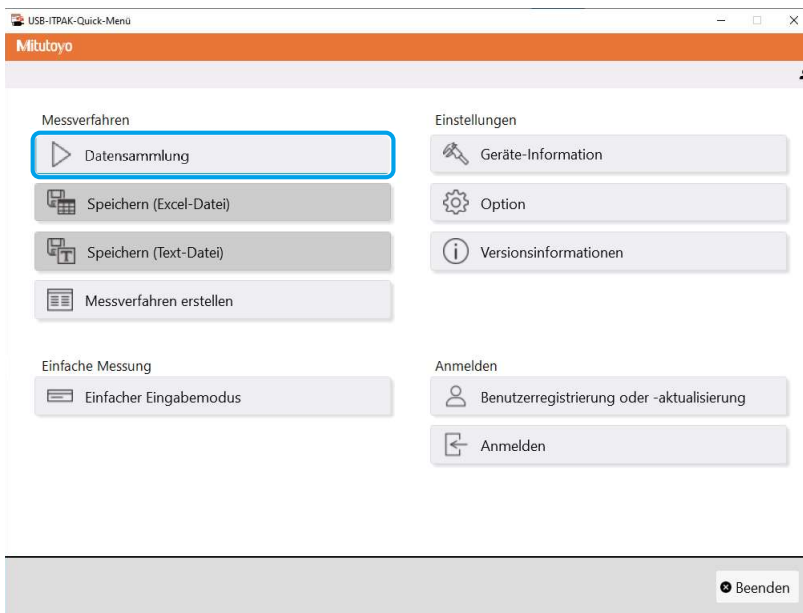 USB-ITPAK-Quick-Menü
Mitutoyo
Messverfahren
Datensammlung
Speichern (Excel-Datei)
Speichern (Text-Datei)
Messverfahren erstellen
Einfache Messung
Einfacher Eingabemodus
Einstellungen
Geräte-Information
Option
Versionsinformationen
Anmelden
Benutzerregistrierung oder -aktualisierung
Anmelden
Beenden